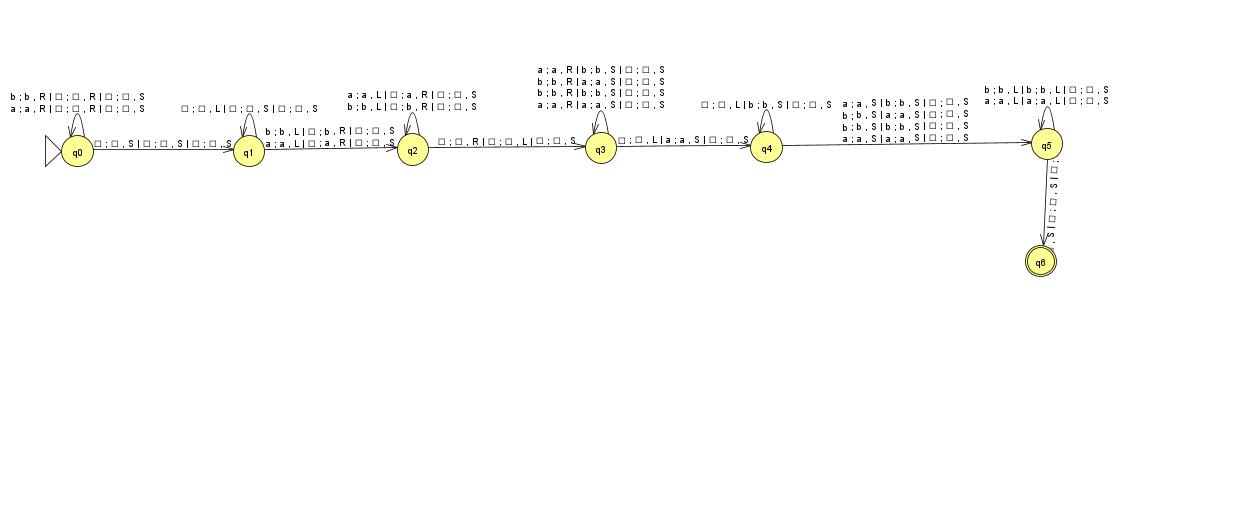 b ; b , R | □ ; □ , R | □ ; □ , S
a ; a , R | □ ; □ , R | □ ; □ , S
q0
□ ; □ , S | □ ; □ , S | □ ; □ , S
□ ; □ , L | □ ; □ , S | □ ; □ , S
q1
b ; b , L | □ ; b , R | □ ; □ , S
a ; a , L | □ ; a , R | □ ; □ , S
a ; a , L | □ ; a , R | □ ; □ , S
b ; b , L | □ ; b , R | □ ; □ , S
q2
□ ; □ , R | □ ; □ , L | □ ; □ , S
a ; a , R | b ; b , S | □ ; □ , S
b ; b , R | a ; a , S | □ ; □ , S
b ; b , R | b ; b , S | □ ; □ , S
a ; a , R | a ; a , S | □ ; □ , S
q3
□ ; □ , L | a ; a , S | □ ; □ , S
□ ; □ , L | b ; b , S | □ ; □ , S
q4
a ; a , S | b ; b , S | □ ; □ , S
b ; b , S | a ; a , S | □ ; □ , S
b ; b , S | b ; b , S | □ ; □ , S
a ; a , S | a ; a , S | □ ; □ , S
b ; b , L | b ; b , L | □ ; □ , S
a ; a , L | a ; a , L | □ ; □ , S
q5
, S | □ ; □ , S | □ ;
q6